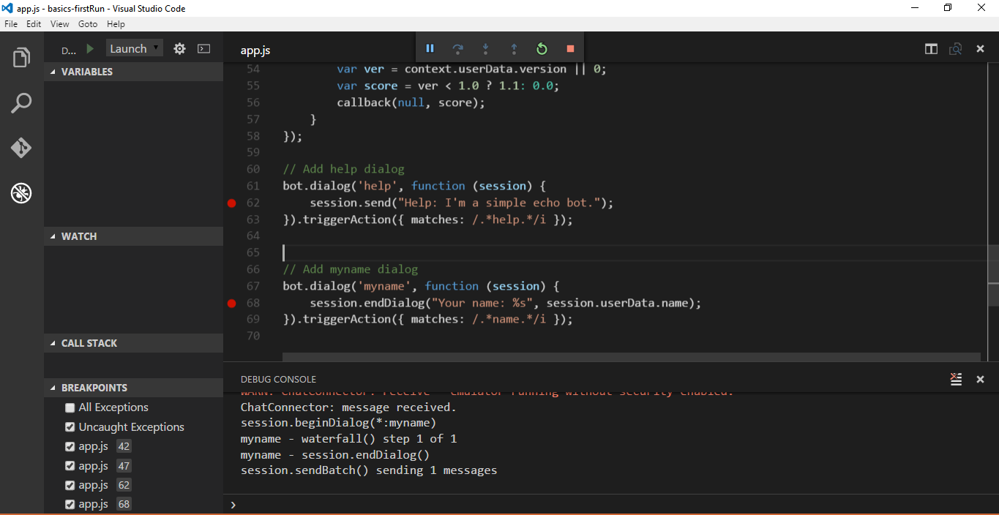 app.js - basics-firstRun - Visual Studio Code
File Edit View Goto Help
D... Launch
app.js
VARIABLES
WATCH
CALL STACK
BREAKPOINTS
All Exceptions
Uncaught Exceptions
app.js 42
app.js 47
app.js 62
app.js 68
54 var ver = context.userData.version || 0;
55 var score = ver < 1.0 ? 1.1: 0.0;
56 callback(null, score);
57 }
58 });
59
60 // Add help dialog
61 bot.dialog('help', function (session) {
62 session.send("Help: I'm a simple echo bot.");
63 }).triggerAction({ matches: /.*help.*/i });
64
65
66 // Add myname dialog
67 bot.dialog('myname', function (session) {
68 session.endDialog("Your name: %s", session.userData.name);
69 }).triggerAction({ matches: /.*name.*/i });
70
DEBUG CONSOLE
WARN: ChatConnector: receive - emulator running without security enabled.
ChatConnector: message received.
session.beginDialog(*:myname)
myname - waterfall() step 1 of 1
myname - session.endDialog()
session.sendBatch() sending 1 messages